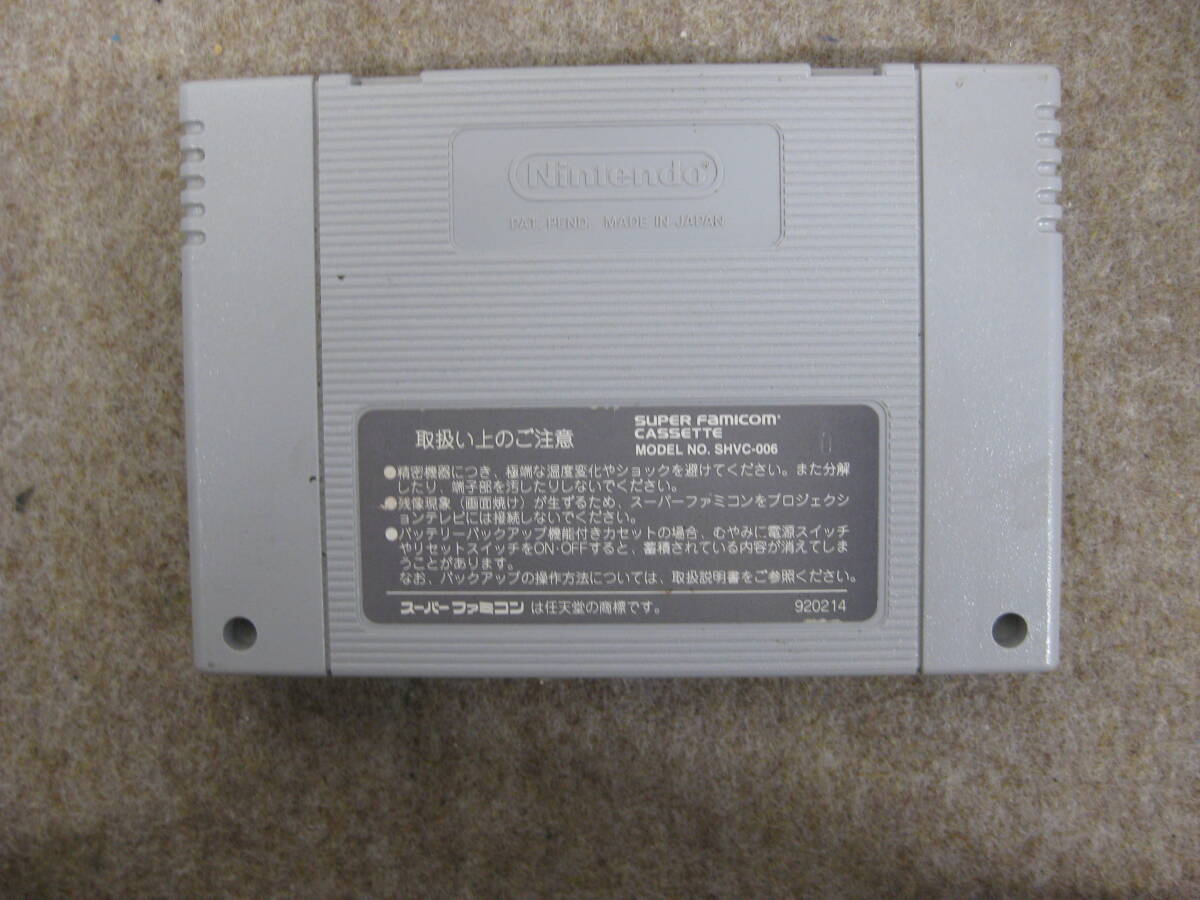 Nintendo®
PAT. PEND. MADE IN JAPAN
取扱い上のご注意
SUPER FAMICOM
CASSETTE
MODEL NO. SHVC-006
●精密機器につき、極端な温度変化やショックを避けてください。また分解
したり、端子部を汚したりしないでください。
●残像現象（画面焼け）が生ずるため、スーパーファミコンをプロジェクシ
ョンテレビには接続しないでください。
●バッテリーバックアップ機能付きカセットの場合、むやみに電源スイッチ
やリセットスイッチをON·OFFすると、蓄積されている内容が消えてしま
うことがあります。
なお、バックアップの操作方法については、取扱説明書をご参照ください。
スーパーファミコンは任天堂の商標です。
920214